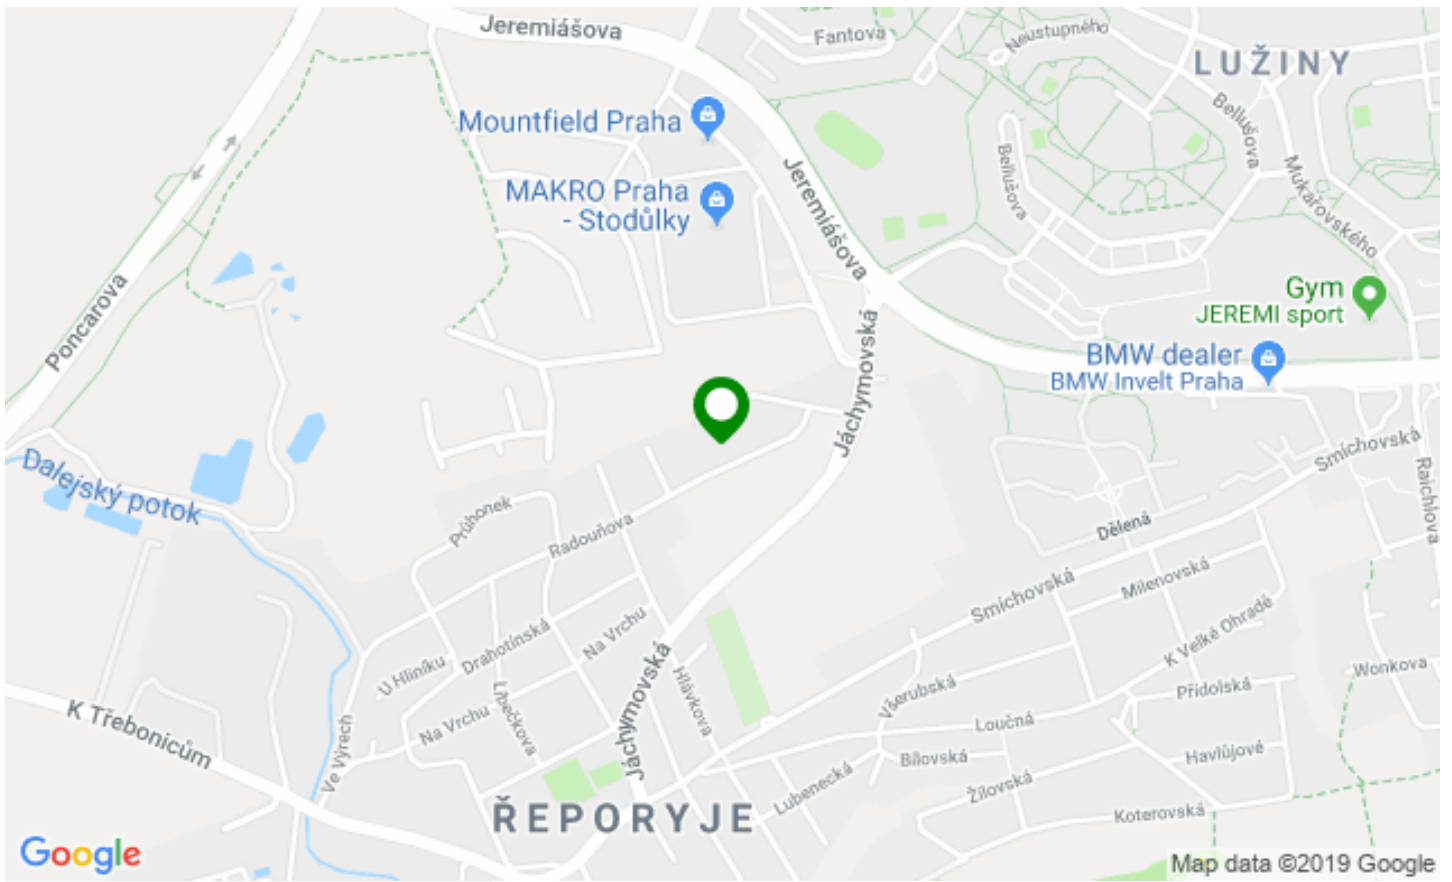 Jeremiášova
Fantova
Neustupného
LUŽINY
Mountfield Praha
Bellušova
MAKRO Praha
- Stodůlky
Jeremiášova
Bellušova
Mukařovského
Poncarova
Gym
JEREMI sport
Jáchymovská
BMW dealer
BMW Invelt Praha
Dalejský potok
Smíchovská
Raichlova
Průhonek
Radouňova
Dělená
Smíchovská
Milenovská
Na Vrchu
Drahotínská
U Hliníku
K Velké Ohradě
Wonkova
Hlávkova
Líbečkova
Všerubská
Přídolská
K Třebonicům
Na Vrchu
Jáchymovská
Loučná
Ve Výrech
Bílovská
Havlůjové
Lubenecká
Žilovská
Koterovská
ŘEPORYJE
Google
Map data ©2019 Google